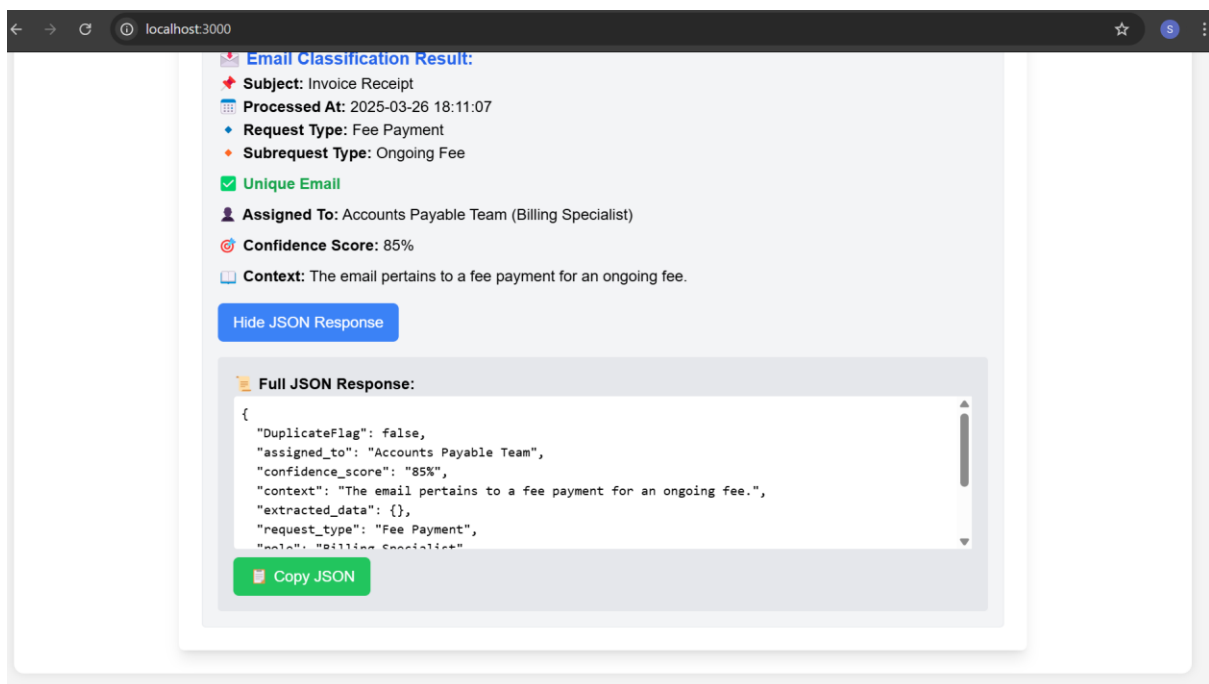 localhost:3000
S
Email Classification Result:
Subject: Invoice Receipt
Processed At: 2025-03-26 18:11:07
Request Type: Fee Payment
Subrequest Type: Ongoing Fee
Unique Email
Assigned To: Accounts Payable Team (Billing Specialist)
Confidence Score: 85%
Context: The email pertains to a fee payment for an ongoing fee.
Hide JSON Response
Full JSON Response:
{
"DuplicateFlag": false,
"assigned_to": "Accounts Payable Team",
"confidence_score": "85%",
"context": "The email pertains to a fee payment for an ongoing fee.",
"extracted_data": {},
"request_type": "Fee Payment",
"role": "Billing Specialist"
Copy JSON